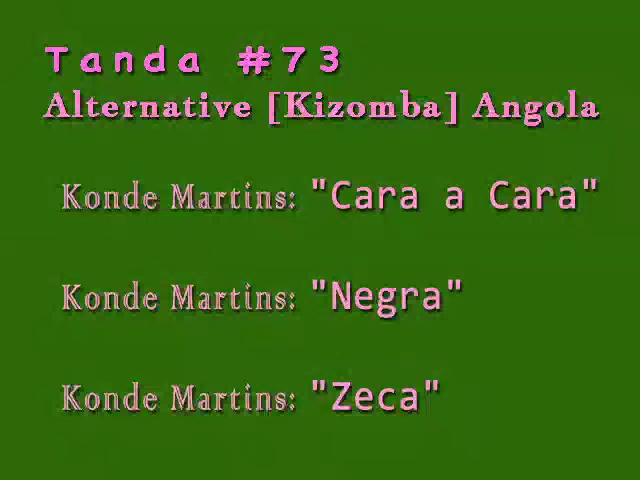 Tanda #73
Alternative [Kizomba] Angola
Konde Martins: "Cara a Cara"
Konde Martins: "Negra"
Konde Martins: "Zeca"